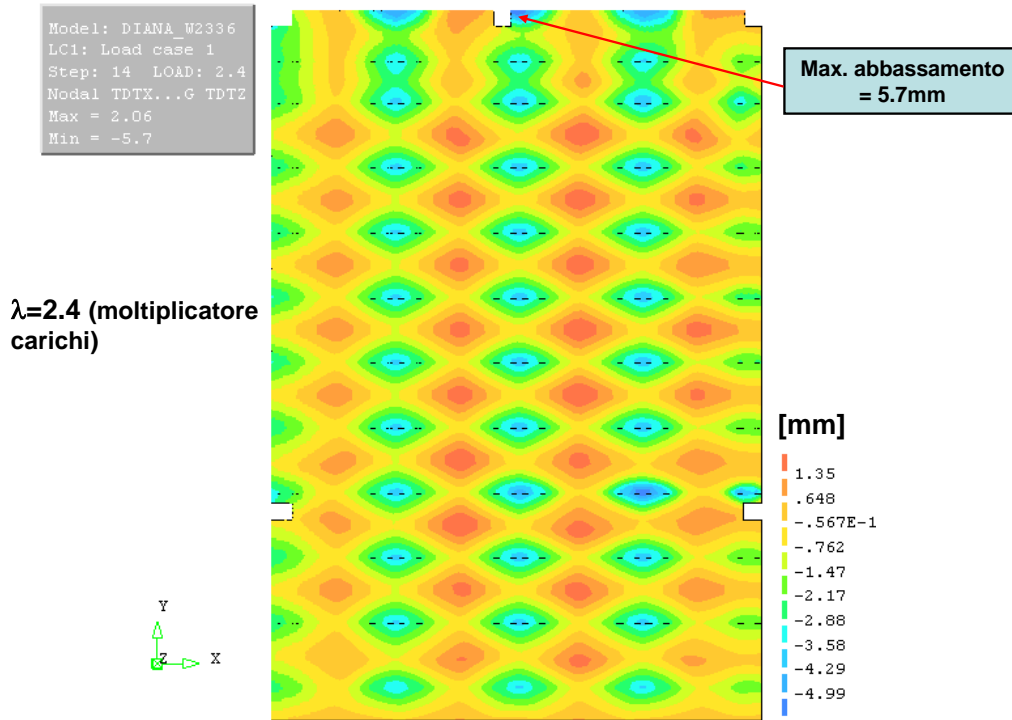 Model: DIANA_W2336
LC1: Load case 1
Step: 14 LOAD: 2.4
Nodal TDTX...G TDTZ
Max = 2.06
Min = -5.7
Max. abbassamento
= 5.7mm
λ=2.4 (moltiplicatore
carichi)
[mm]
1.35
.648
-.567E-1
-.762
-1.47
-2.17
-2.88
-3.58
-4.29
-4.99
Y
Z
X